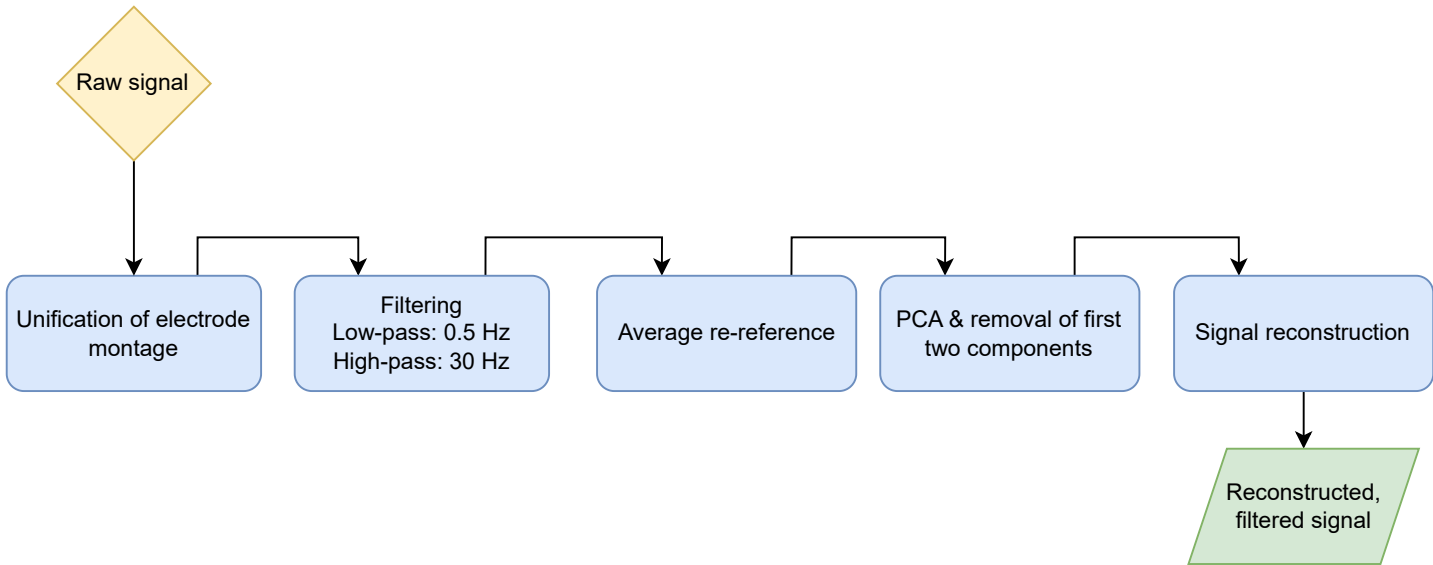 Raw signal
Unification of electrode
montage
Filtering
Low-pass: 0.5 Hz
High-pass: 30 Hz
Average re-reference
PCA & removal of first
two components
Signal reconstruction
Reconstructed,
filtered signal